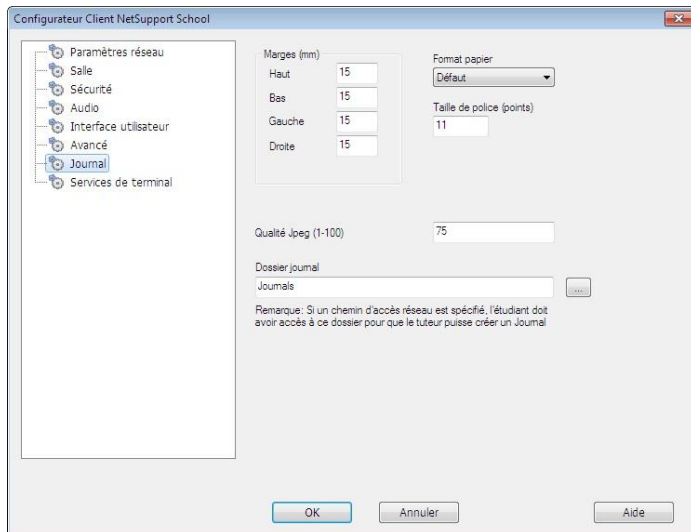 Configurateur Client NetSupport School
Paramètres réseau
Salle
Sécurité
Audio
Interface utilisateur
Avancé
Journal
Services de terminal
Marges (mm)
Haut 15
Bas 15
Gauche 15
Droite 15
Format papier
Défaut
Taille de police (points)
11
Qualité Jpeg (1-100) 75
Dossier journal
Journals
...
Remarque: Si un chemin d'accès réseau est spécifié, l'étudiant doit
avoir accès à ce dossier pour que le tuteur puisse créer un Journal
OK Annuler Aide